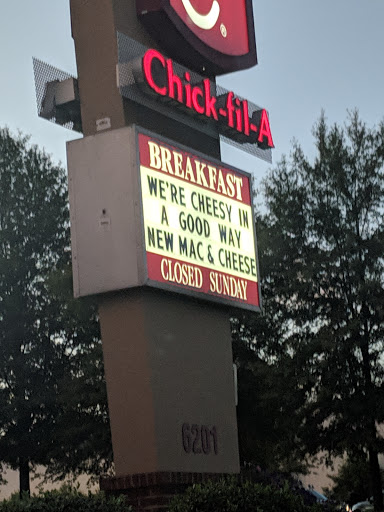 Chick-fil-A
BREAKFAST
WE'RE CHEESY IN
A GOOD WAY
NEW MAC & CHEESE
CLOSED SUNDAY
6201